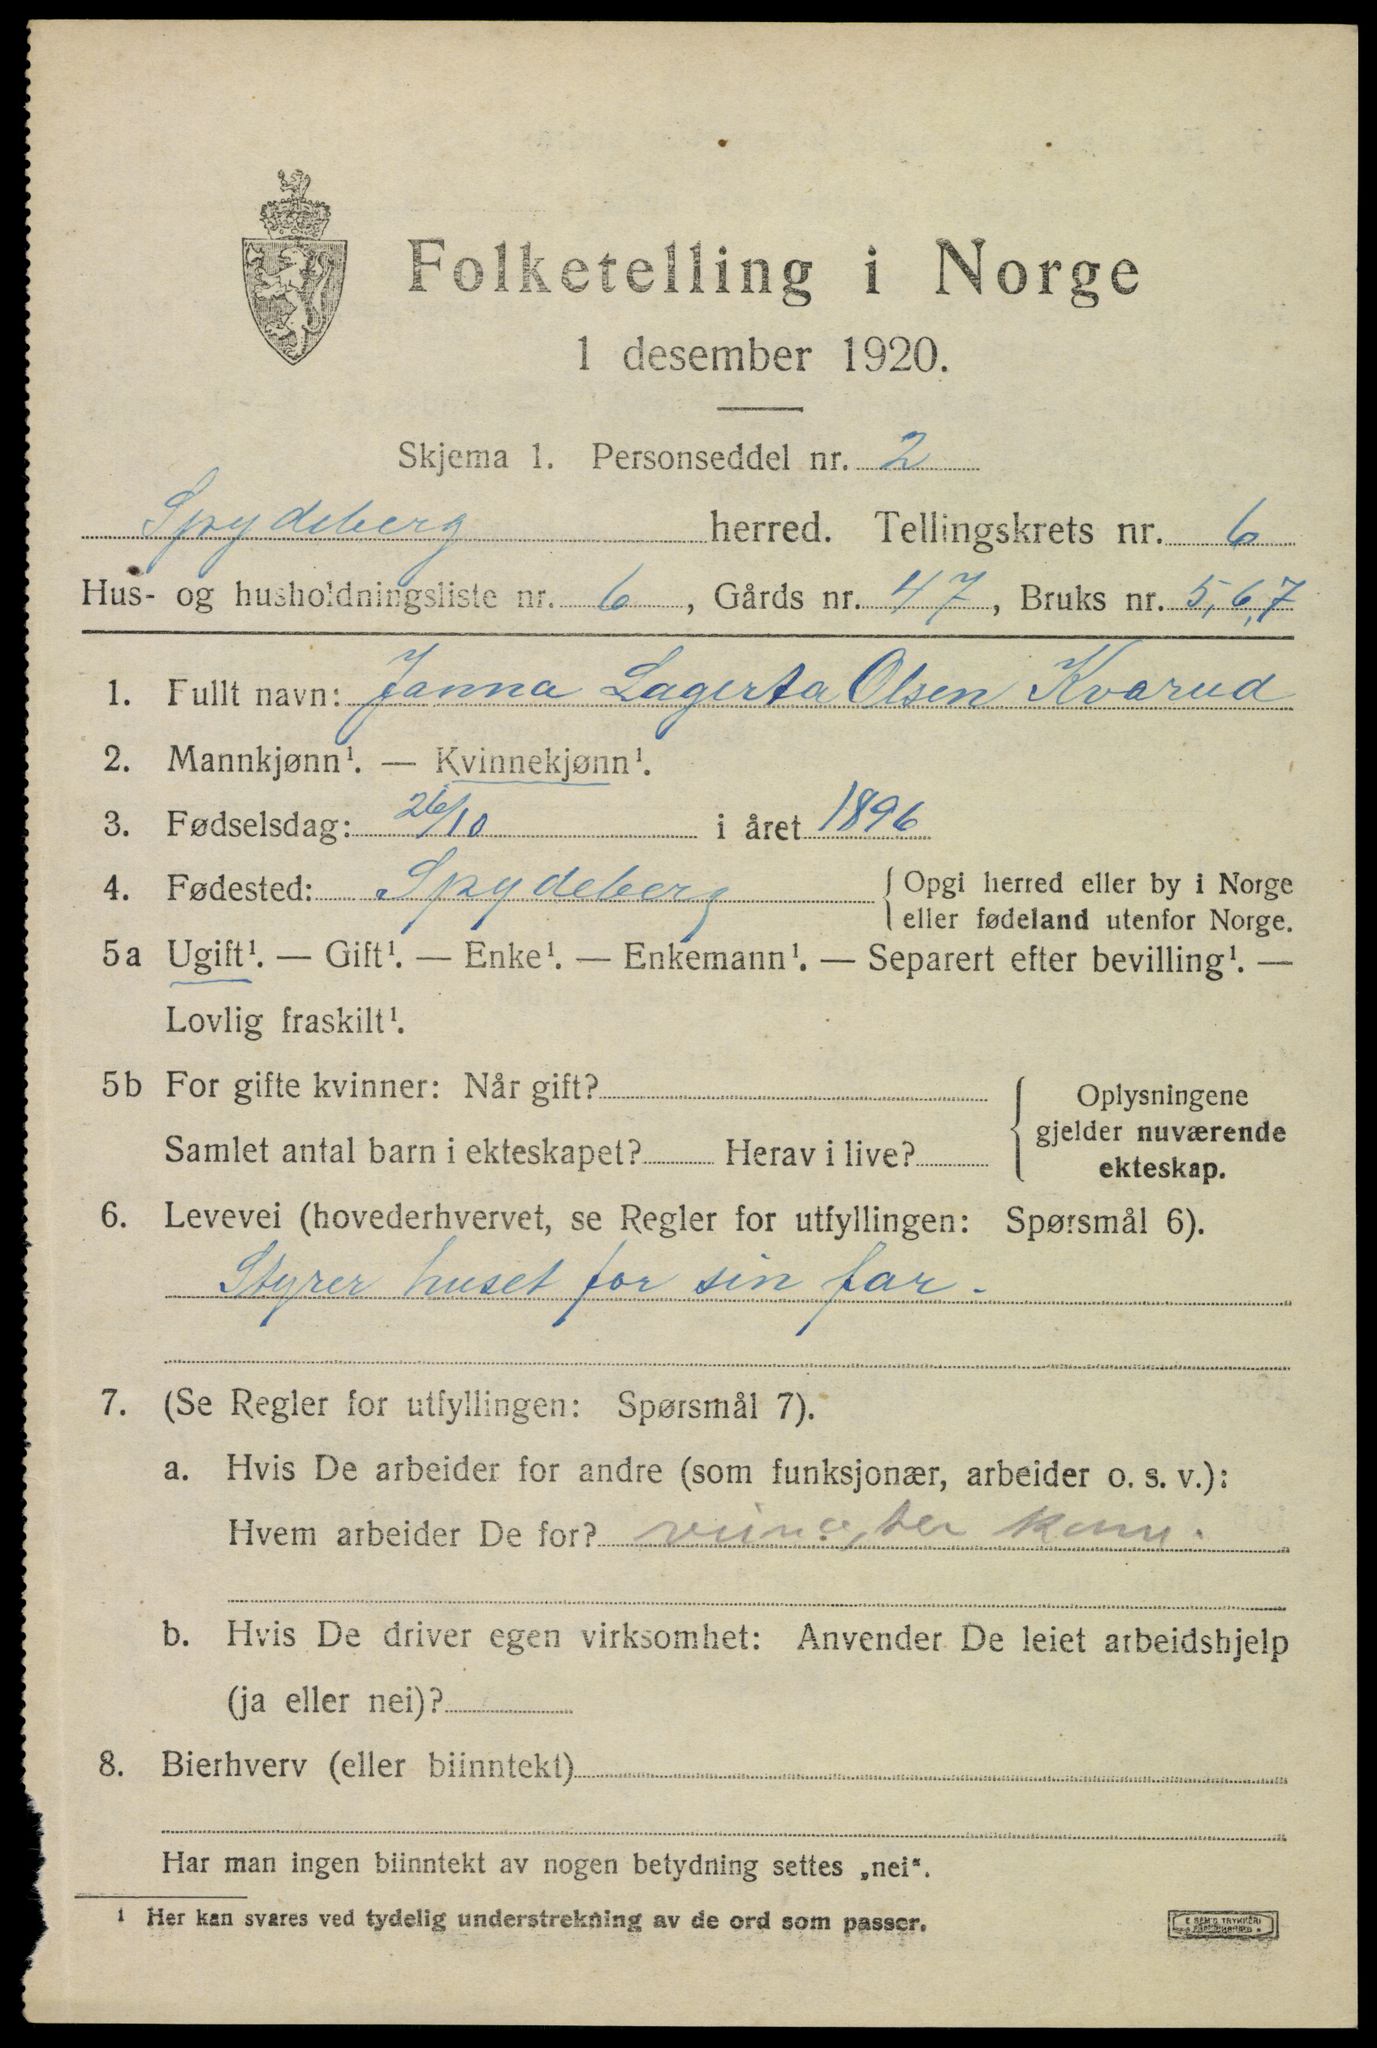 Folketelling i Norge
1 desember 1920.
Skjema 1. Personseddel nr. 2
Spydeberg herred. Tellingskrets nr. 6
Hus- og husholdningsliste nr. 6, Gårds nr. 47, Bruks nr. 5,6,7
1. Fullt navn: Janna Lagerta Olsen Kvarud
2. Mannkjønn¹. — Kvinnekjønn¹.
3. Fødselsdag: 26/10 i året 1896
4. Fødested: Spydeberg { Opgi herred eller by i Norge
eller fødeland utenfor Norge.
5a Ugift¹. — Gift¹. — Enke¹. — Enkemann¹. — Separert efter bevilling¹. —
Lovlig fraskilt¹.
5b For gifte kvinner: Når gift? { Oplysningene
gjelder nuværende
Samlet antal barn i ekteskapet? Herav i live? ekteskap.
6. Levevei (hovederhvervet, se Regler for utfyllingen: Spørsmål 6).
Styrer huset for sin far.
7. (Se Regler for utfyllingen: Spørsmål 7).
a. Hvis De arbeider for andre (som funksjonær, arbeider o. s. v.):
Hvem arbeider De for?
b. Hvis De driver egen virksomhet: Anvender De leiet arbeidshjelp
(ja eller nei)?
8. Bierhverv (eller biinntekt)
Har man ingen biinntekt av nogen betydning settes „nei“.
¹ Her kan svares ved tydelig understrekning av de ord som passer.